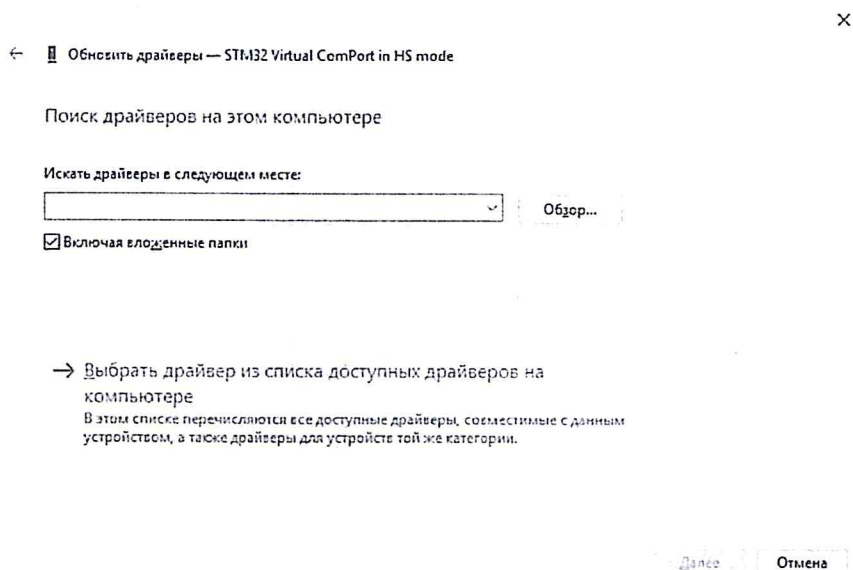 Обновить драйверы — STM32 Virtual ComPort in HS mode
Поиск драйверов на этом компьютере
Искать драйверы в следующем месте:
Обзор...
Включая вложенные папки
Выбрать драйвер из списка доступных драйверов на
компьютере
В этом списке перечисляются все доступные драйверы, совместимые с данным
устройством, а также драйверы для устройств той же категории.
Далее Отмена